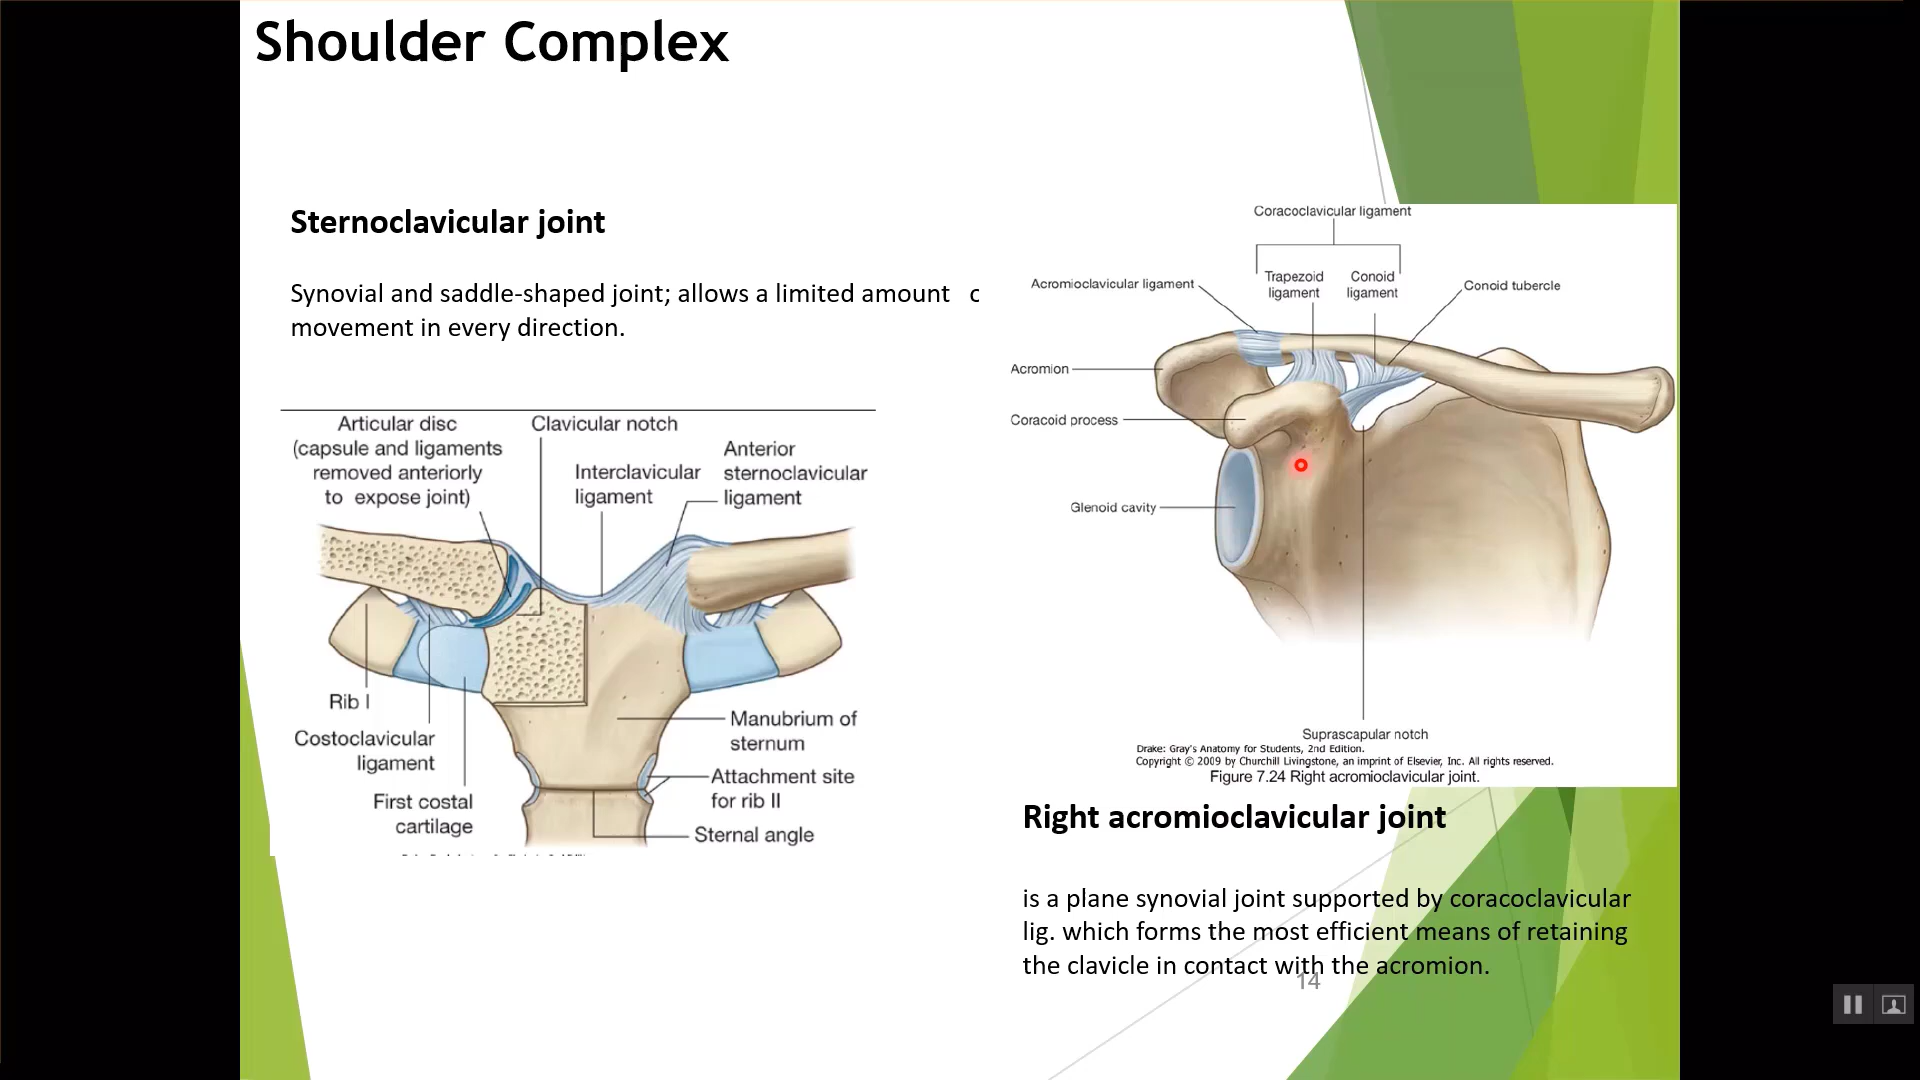 Shoulder Complex
Sternoclavicular joint
Synovial and saddle-shaped joint; allows a limited amount
movement in every direction.
Articular disc
(capsule and ligaments
removed anteriorly
to expose joint)
Clavicular notch
Interclavicular
ligament
Anterior
sternoclavicular
ligament
Rib I
Costoclavicular
ligament
First costal
cartilage
Manubrium of
sternum
Attachment site
for rib II
Sternal angle
Coracoclavicular ligament
Trapezoid
ligament
Conoid
ligament
Acromioclavicular ligament
Conoid tubercle
Acromion
Coracoid process
Glenoid cavity
Suprascapular notch
Drake: Gray's Anatomy for Students, 2nd Edition.
Copyright © 2009 by Churchill Livingstone, an imprint of Elsevier, Inc. All rights reserved.
Figure 7.24 Right acromioclavicular joint.
Right acromioclavicular joint
is a plane synovial joint supported by coracoclavicular
lig. which forms the most efficient means of retaining
the clavicle in contact with the acromion.
14